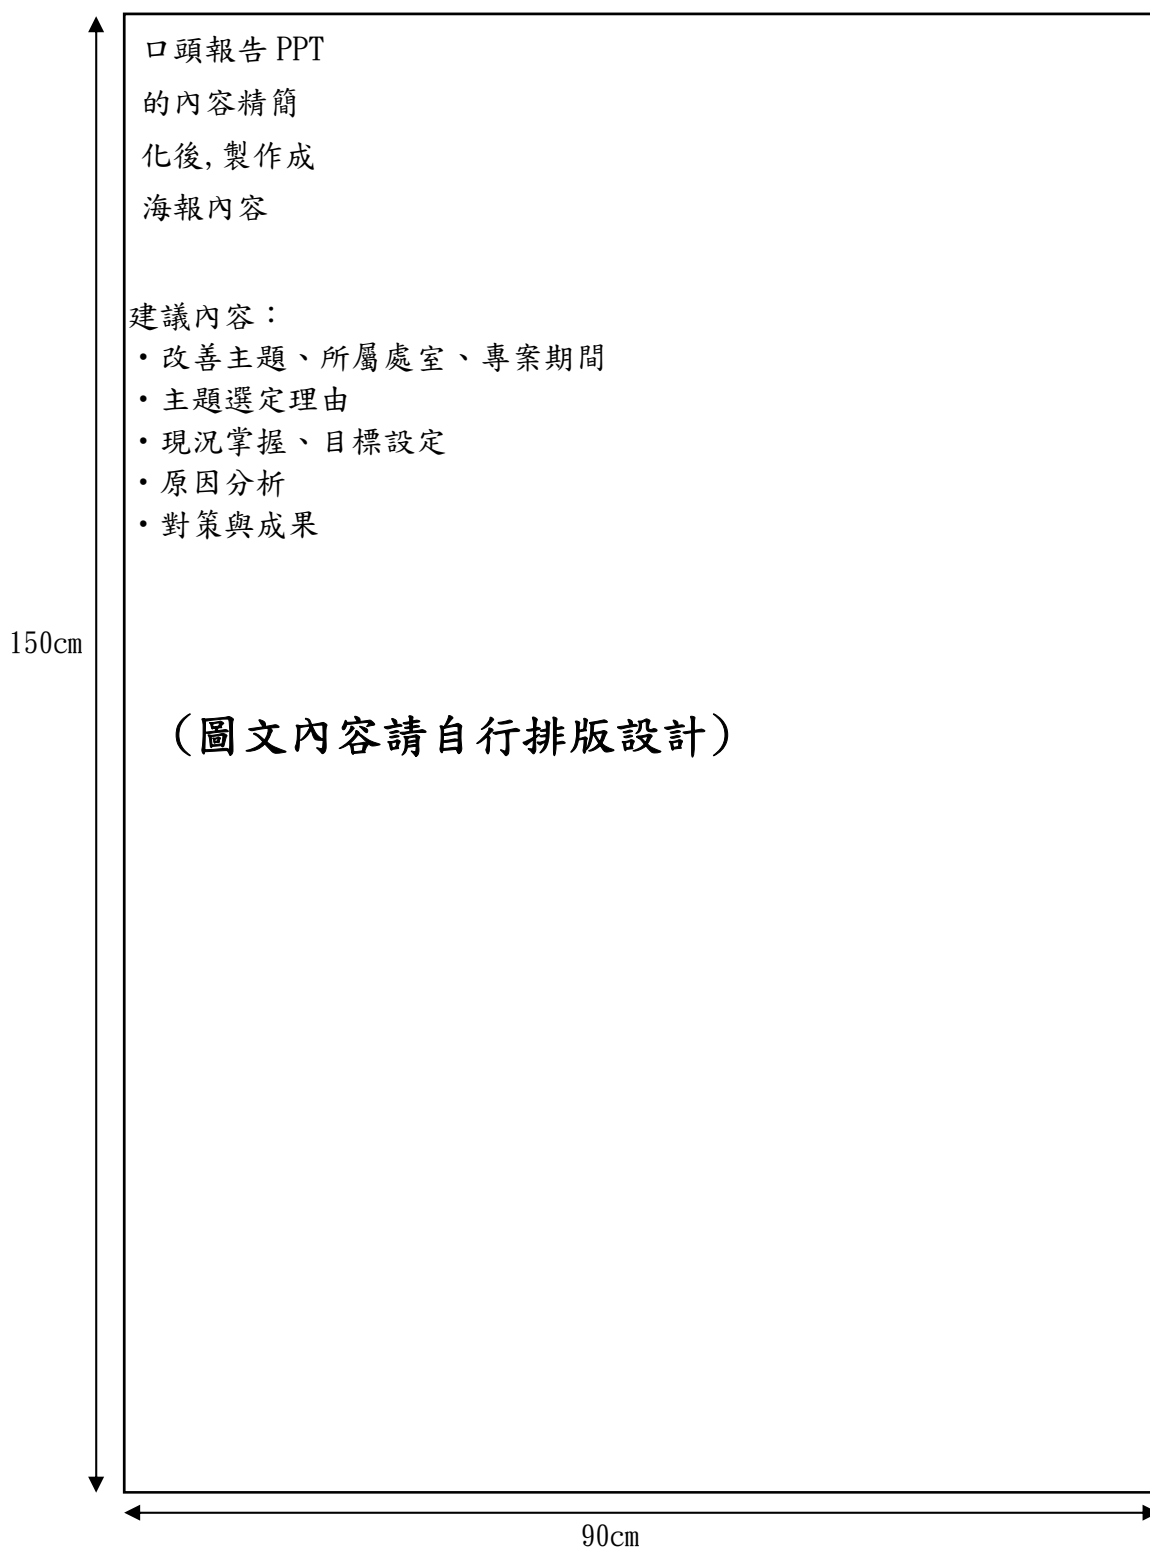 口頭報告 PPT
的內容精簡
化後,製作成
海報內容
建議內容：
·改善主題、所屬處室、專案期間
·主題選定理由
·現況掌握、目標設定
·原因分析
·對策與成果
150cm
(圖文內容請自行排版設計)
90cm